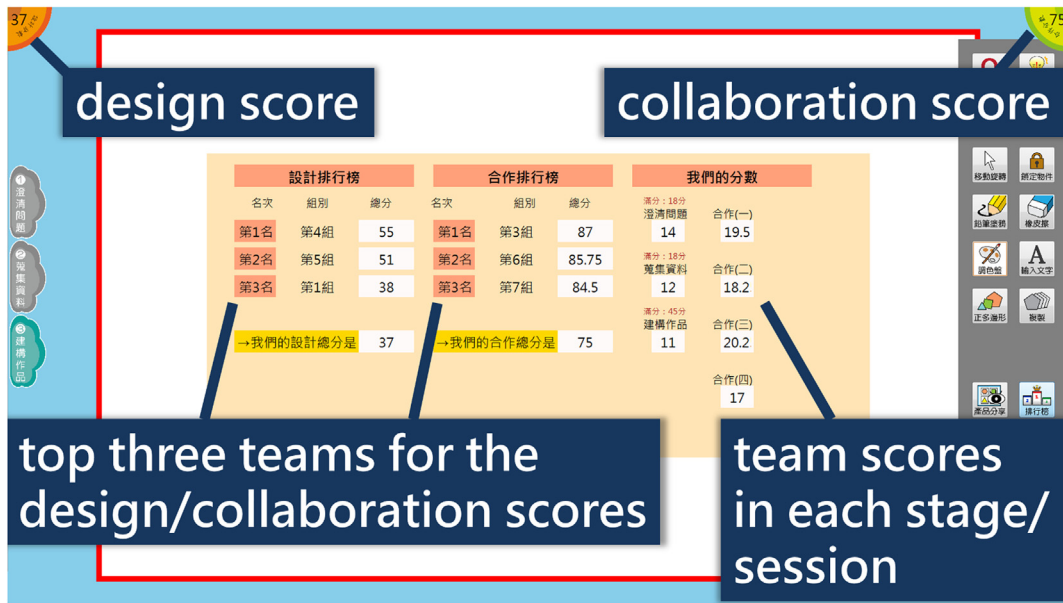 37
75
design score
collaboration score
設計排行榜
合作排行榜
我們的分數
名次 組別 總分
名次 組別 總分
第1名 第4組 55
第2名 第5組 51
第3名 第1組 38
→我們的設計總分是 37
第1名 第3組 87
第2名 第6組 85.75
第3名 第7組 84.5
→我們的合作總分是 75
滿分：18分
澄清問題 合作(一)
14 19.5
滿分：18分
蒐集資料 合作(二)
12 18.2
滿分：45分
建構作品 合作(三)
11 20.2
合作(四)
17
❶澄清問題
❷蒐集資料
❸建構作品
移動旋轉 鎖定物件
鉛筆塗鴉 橡皮擦
調色盤 輸入文字
正多邊形 複製
產品分享 排行榜
top three teams for the
design/collaboration scores
team scores
in each stage/
session